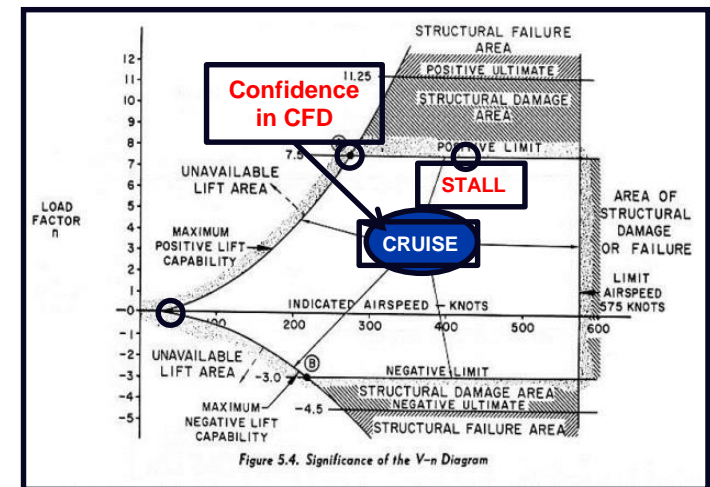 STRUCTURAL FAILURE
AREA
POSITIVE ULTIMATE
11.25
STRUCTURAL DAMAGE
AREA
POSITIVE LIMIT
7.5
Confidence
in CFD
STALL
CRUISE
UNAVAILABLE
LIFT AREA
MAXIMUM
POSITIVE LIFT
CAPABILITY
LOAD
FACTOR
n
12
11
10
9
8
7
6
5
4
3
2
1
0
-1
-2
-3
-4
-5
AREA OF
STRUCTURAL
DAMAGE
OR FAILURE
LIMIT
AIRSPEED
575 KNOTS
INDICATED AIRSPEED – KNOTS
100 200 300 400 500 600
UNAVAILABLE
LIFT AREA
B
-3.0
NEGATIVE LIMIT
STRUCTURAL DAMAGE AREA
NEGATIVE ULTIMATE
-4.5
STRUCTURAL FAILURE AREA
MAXIMUM
NEGATIVE LIFT
CAPABILITY
Figure 5.4. Significance of the V–n Diagram